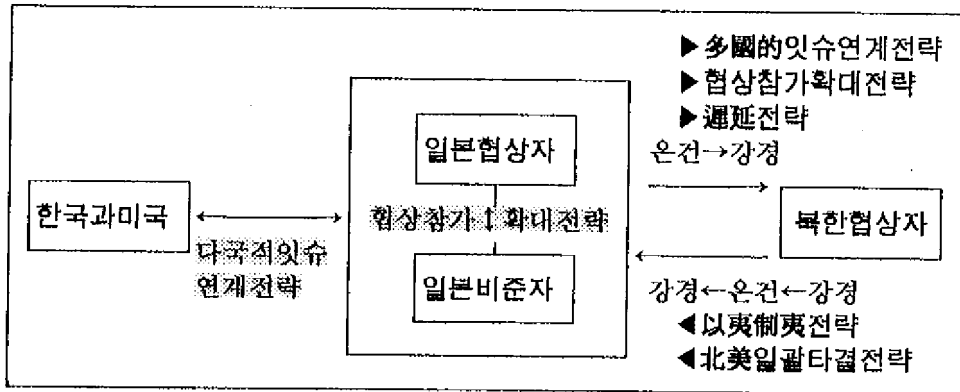 ▶多國的잇슈연계전략
▶협상참가확대전략
▶遲延전략
온건→강경
일본협상자
한국과미국
협상참가↕확대전략
북한협상자
다국적잇슈
연계전략
일본비준자
강경←온건←강경
◀以夷制夷전략
◀北美일괄타결전략